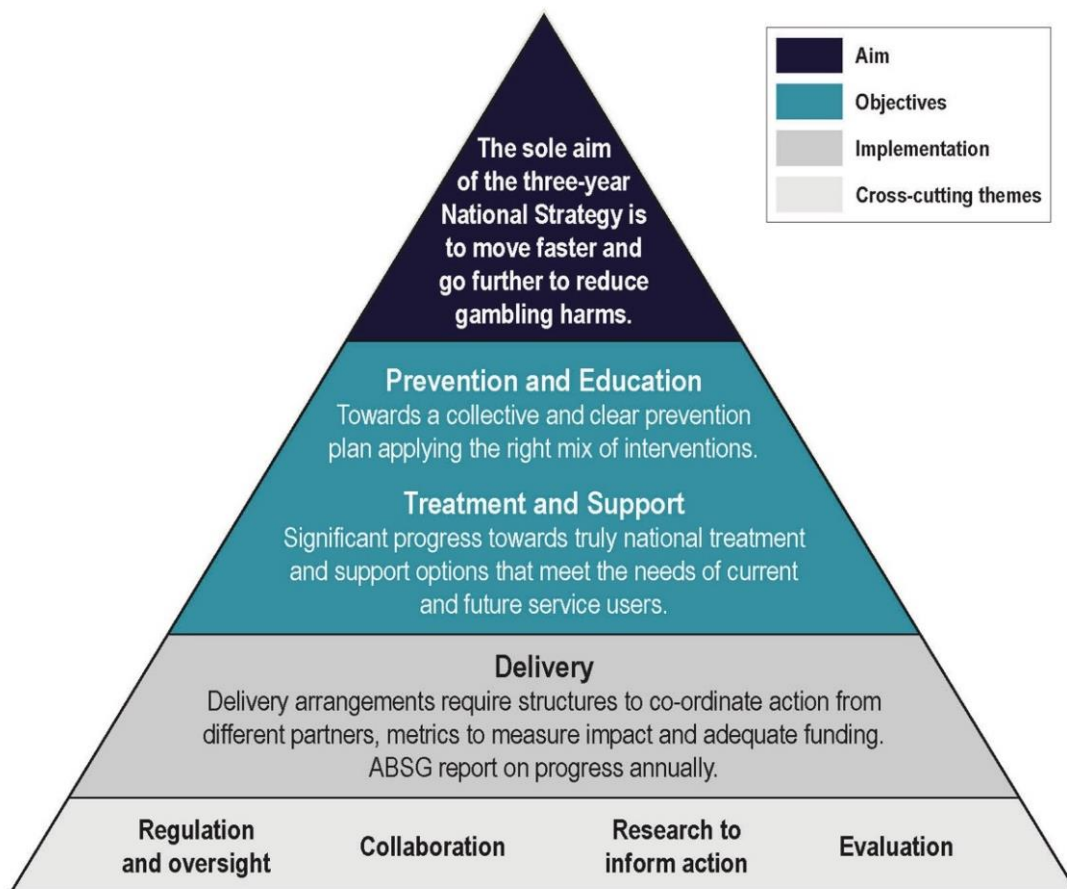 The sole aim
of the three-year
National Strategy is
to move faster and
go further to reduce
gambling harms.
Prevention and Education
Towards a collective and clear prevention
plan applying the right mix of interventions.
Treatment and Support
Significant progress towards truly national treatment
and support options that meet the needs of current
and future service users.
Delivery
Delivery arrangements require structures to co-ordinate action from
different partners, metrics to measure impact and adequate funding.
ABSG report on progress annually.
Regulation
and oversight
Collaboration
Research to
inform action
Evaluation
Aim
Objectives
Implementation
Cross-cutting themes